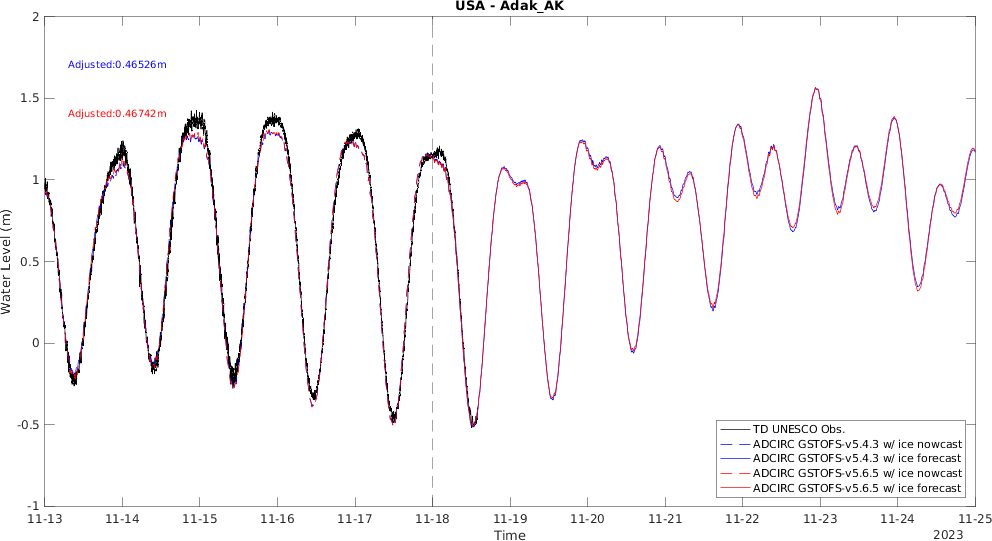 USA - Adak_AK
2
1.5
1
0.5
0
-0.5
-1
Water Level (m)
Adjusted:0.46526m
Adjusted:0.46742m
TD UNESCO Obs.
ADCIRC GSTOFS-v5.4.3 w/ ice nowcast
ADCIRC GSTOFS-v5.4.3 w/ ice forecast
ADCIRC GSTOFS-v5.6.5 w/ ice nowcast
ADCIRC GSTOFS-v5.6.5 w/ ice forecast
11-13 11-14 11-15 11-16 11-17 11-18 11-19 11-20 11-21 11-22 11-23 11-24 11-25
Time
2023